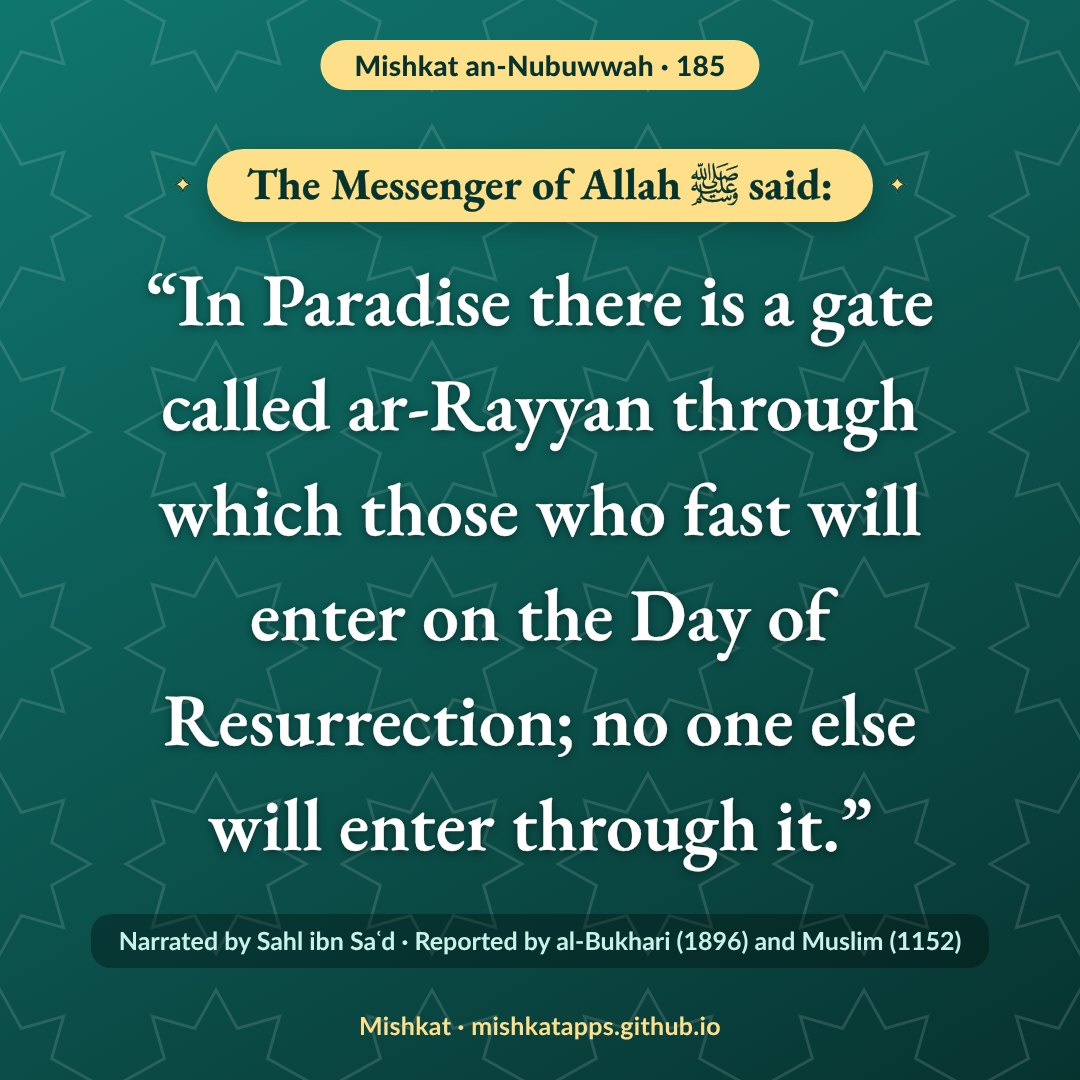 Mishkat an-Nubuwwah · 185
The Messenger of Allah ﷺ said:
“In Paradise there is a gate
called ar-Rayyan through
which those who fast will
enter on the Day of
Resurrection; no one else
will enter through it.”
Narrated by Sahl ibn Saʿd · Reported by al-Bukhari (1896) and Muslim (1152)
Mishkat · mishkatapps.github.io